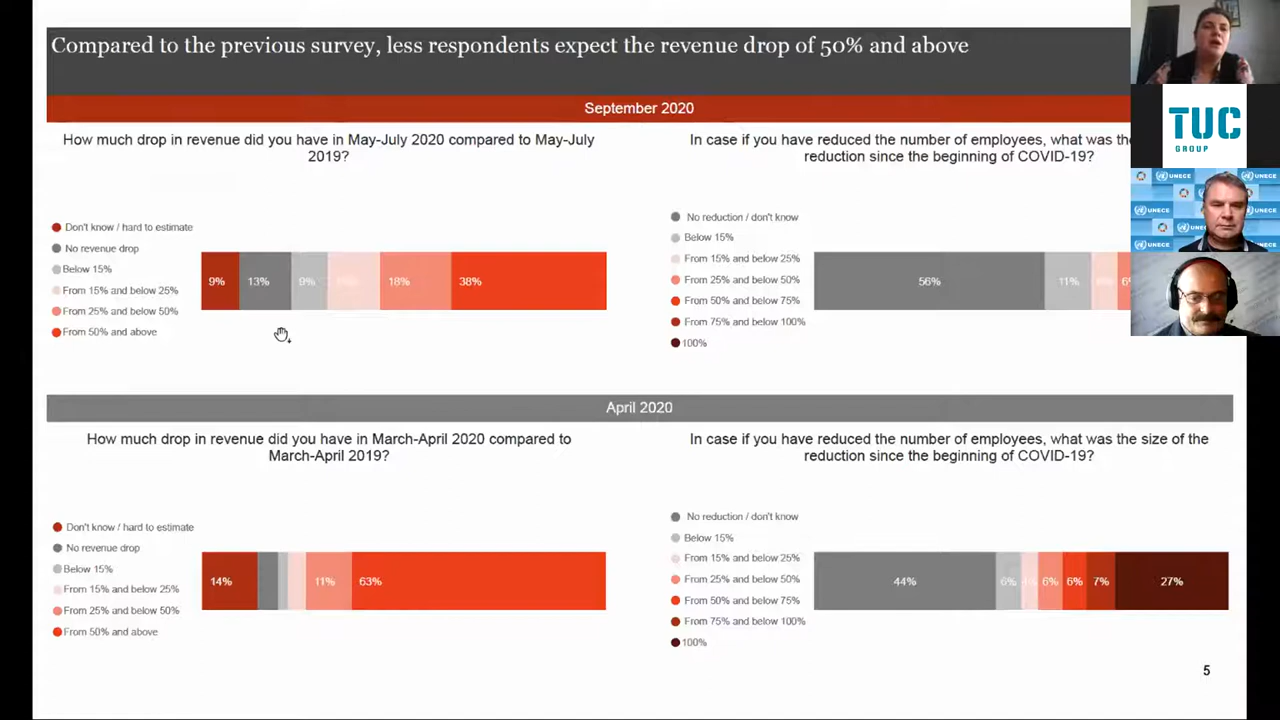 Compared to the previous survey, less respondents expect the revenue drop of 50% and above
September 2020
How much drop in revenue did you have in May-July 2020 compared to May-July
2019?
Don't know / hard to estimate
No revenue drop
Below 15%
From 15% and below 25%
From 25% and below 50%
From 50% and above
9%
13%
9%
18%
38%
In case if you have reduced the number of employees, what was the
reduction since the beginning of COVID-19?
No reduction / don't know
Below 15%
From 15% and below 25%
From 25% and below 50%
From 50% and below 75%
From 75% and below 100%
100%
56%
11%
April 2020
How much drop in revenue did you have in March-April 2020 compared to
March-April 2019?
Don't know / hard to estimate
No revenue drop
Below 15%
From 15% and below 25%
From 25% and below 50%
From 50% and above
14%
11%
63%
In case if you have reduced the number of employees, what was the size of the
reduction since the beginning of COVID-19?
No reduction / don't know
Below 15%
From 15% and below 25%
From 25% and below 50%
From 50% and below 75%
From 75% and below 100%
100%
44%
6%
6%
6%
7%
27%
5
TUC
GROUP
UNECE
UNECE
UNECE
UNECE